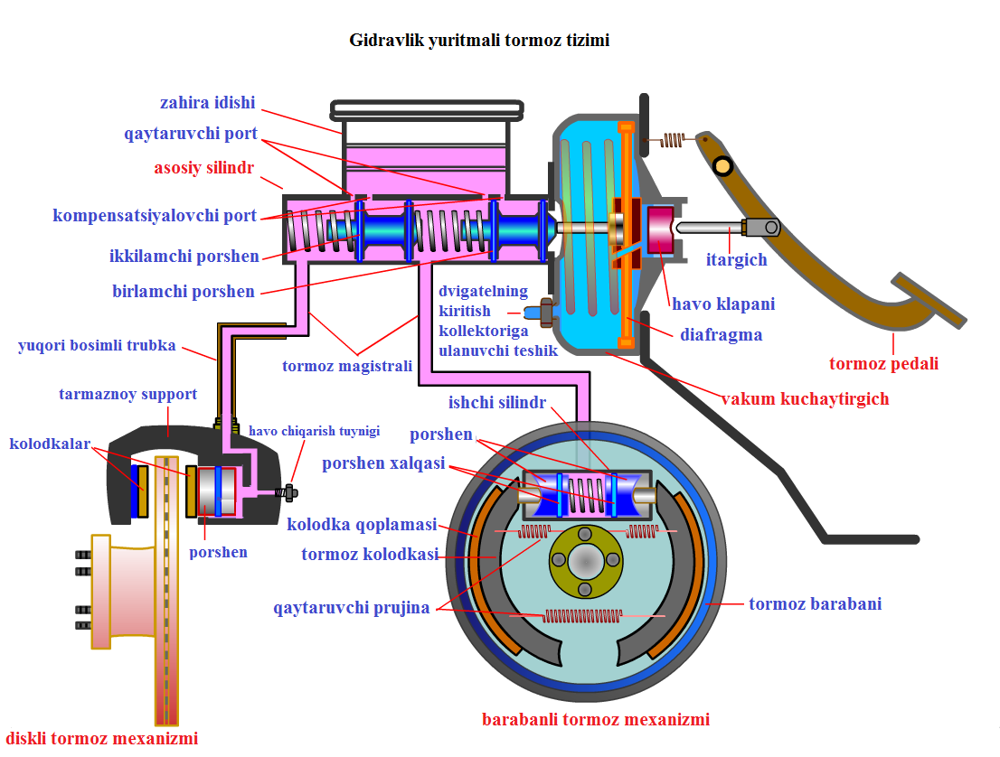 Gidravlik yuritmali tormoz tizimi
zahira idishi
qaytaruvchi port
asosiy silindr
kompensatsiyalovchi port
ikkilamchi porshen
birlamchi porshen
yuqori bosimli trubka
tormoz magistrali
dvigatelning
kiritish
kollektoriga
ulanuvchi teshik
itargich
havo klapani
diafragma
tormoz pedali
vakum kuchaytirgich
tarmaznoy support
kolodkalar
havo chiqarish tuynigi
porshen
ishchi silindr
porshen
porshen xalqasi
kolodka qoplamasi
tormoz kolodkasi
qaytaruvchi prujina
tormoz barabani
barabanli tormoz mexanizmi
diskli tormoz mexanizmi